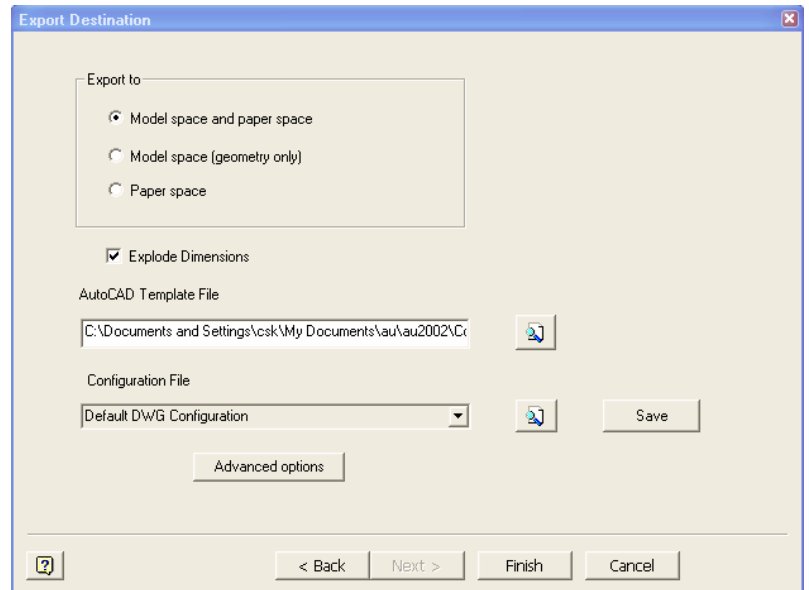 Export Destination
Export to
Model space and paper space
Model space (geometry only)
Paper space
Explode Dimensions
AutoCAD Template File
C:\Documents and Settings\csk\My Documents\au\au2002\Cc
Configuration File
Default DWG Configuration
Save
Advanced options
< Back Next > Finish Cancel